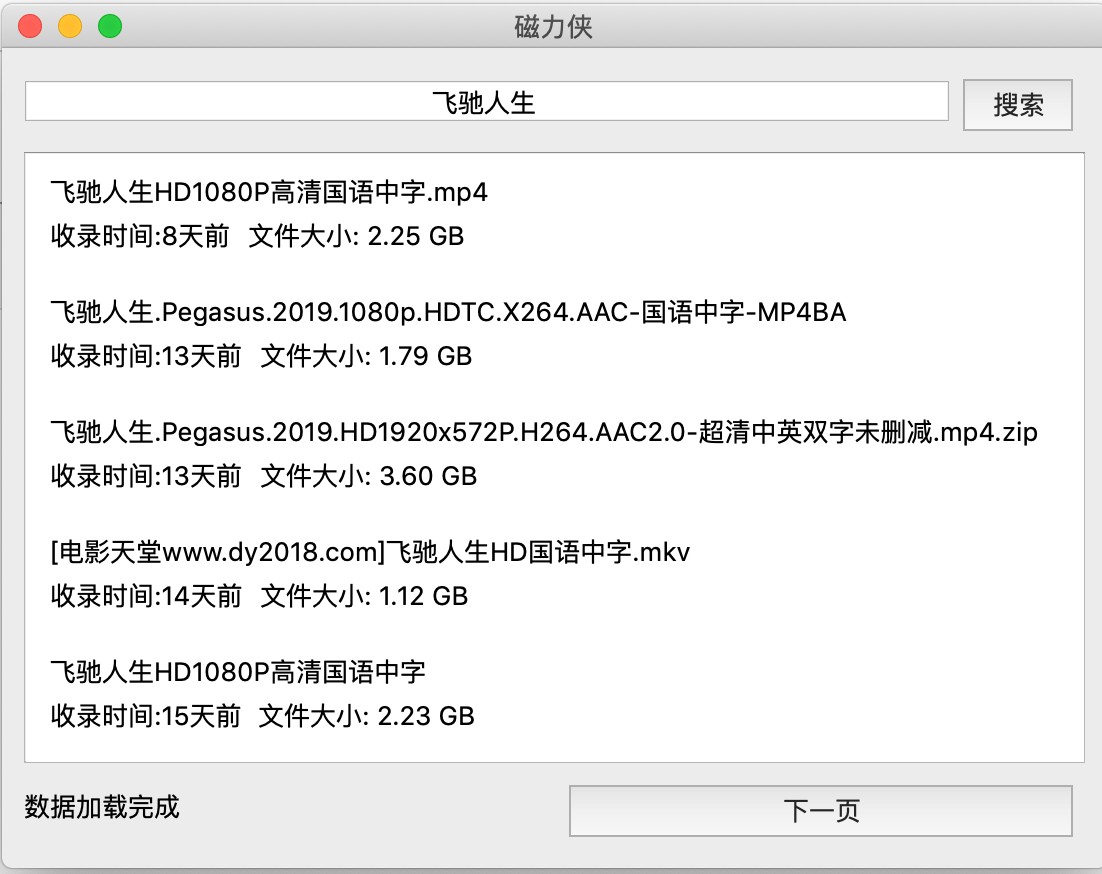 磁力侠
飞驰人生
搜索
飞驰人生HD1080P高清国语中字.mp4
收录时间:8天前 文件大小: 2.25 GB
飞驰人生.Pegasus.2019.1080p.HDTC.X264.AAC-国语中字-MP4BA
收录时间:13天前 文件大小: 1.79 GB
飞驰人生.Pegasus.2019.HD1920x572P.H264.AAC2.0-超清中英双字未删减.mp4.zip
收录时间:13天前 文件大小: 3.60 GB
[电影天堂www.dy2018.com]飞驰人生HD国语中字.mkv
收录时间:14天前 文件大小: 1.12 GB
飞驰人生HD1080P高清国语中字
收录时间:15天前 文件大小: 2.23 GB
数据加载完成
下一页